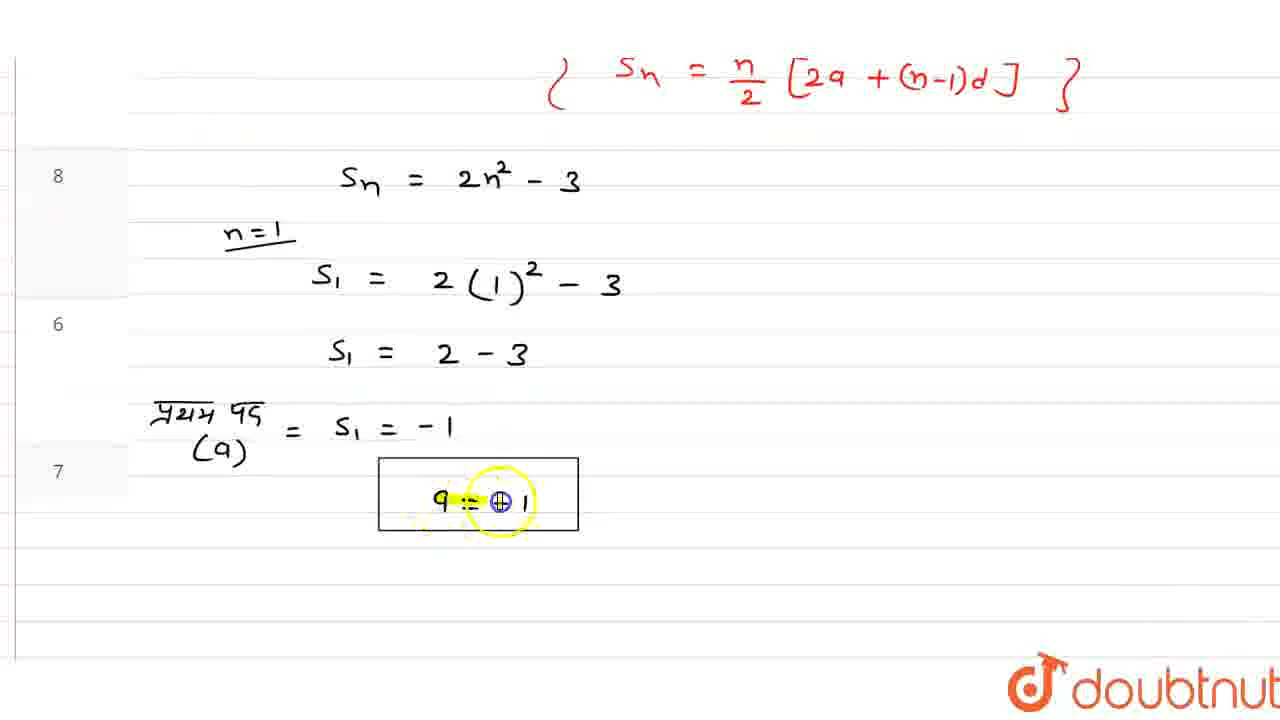 { Sn = n/2 [2a + (n-1)d] }
8
Sn = 2n² - 3
n = 1
S₁ = 2(1)² - 3
6
S₁ = 2 - 3
प्रथम पद (a) = S₁ = -1
7
a = -1
doubtnut